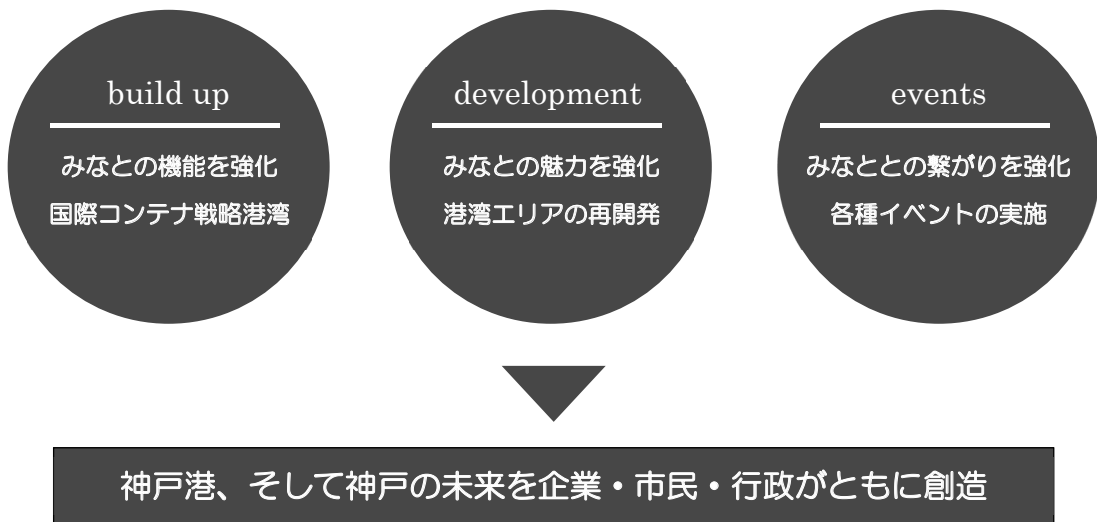 build up
みなとの機能を強化
国際コンテナ戦略港湾
development
みなとの魅力を強化
港湾エリアの再開発
events
みなととの繋がりを強化
各種イベントの実施
神戸港、そして神戸の未来を企業・市民・行政がともに創造